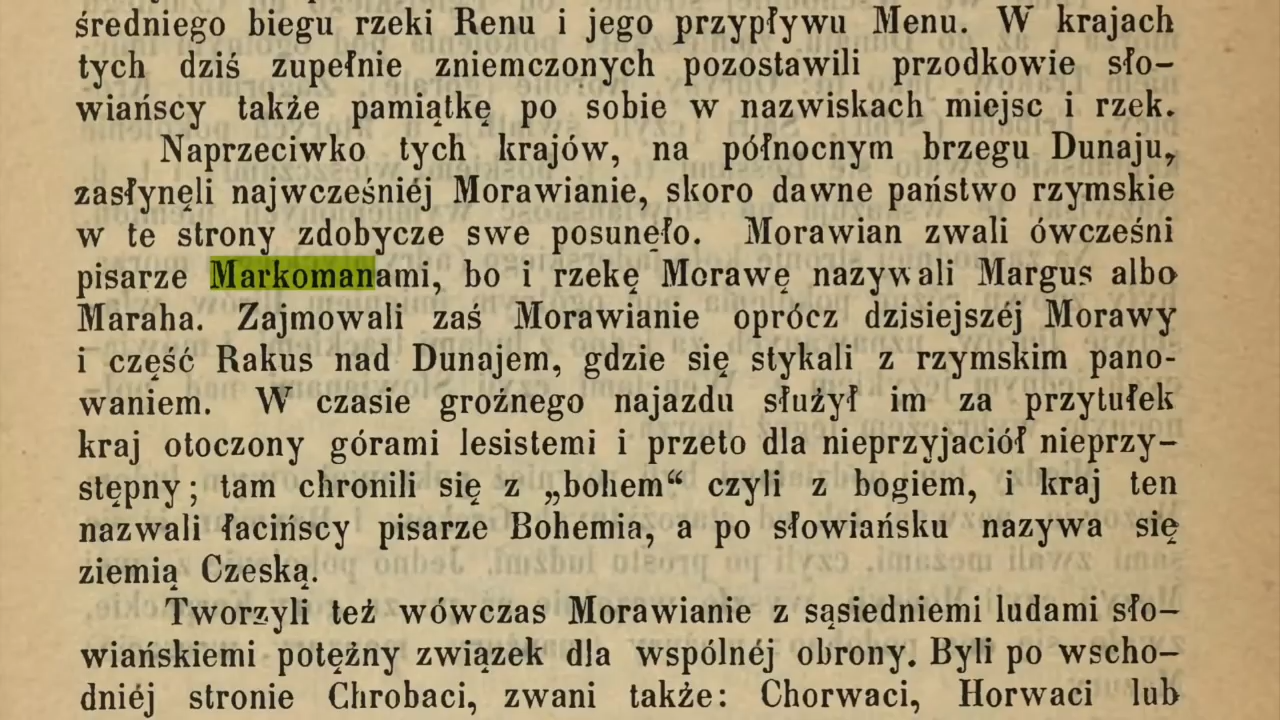 średniego biegu rzeki Renu i jego przypływu Menu. W krajach
tych dziś zupełnie zniemczonych pozostawili przodkowie sło-
wiańscy także pamiątkę po sobie w nazwiskach miejsc i rzek.
Naprzeciwko tych krajów, na północnym brzegu Dunaju,
zasłynęli najwcześniéj Morawianie, skoro dawne państwo rzymskie
w te strony zdobycze swe posunęło. Morawian zwali ówcześni
pisarze Markomanami, bo i rzekę Morawę nazywali Margus albo
Maraha. Zajmowali zaś Morawianie oprócz dzisiejszéj Morawy
i część Rakus nad Dunajem, gdzie się stykali z rzymskim pano-
waniem. W czasie groźnego najazdu służył im za przytułek
kraj otoczony górami lesistemi i przeto dla nieprzyjaciół nieprzy-
stępny; tam chronili się z „bohem“ czyli z bogiem, i kraj ten
nazwali łacińscy pisarze Bohemia, a po słowiańsku nazywa się
ziemią Czeską.
Tworzyli też wówczas Morawianie z sąsiedniemi ludami sło-
wiańskiemi potężny związek dla wspólnéj obrony. Byli po wscho-
dniéj stronie Chrobaci, zwani także: Chorwaci, Horwaci lub